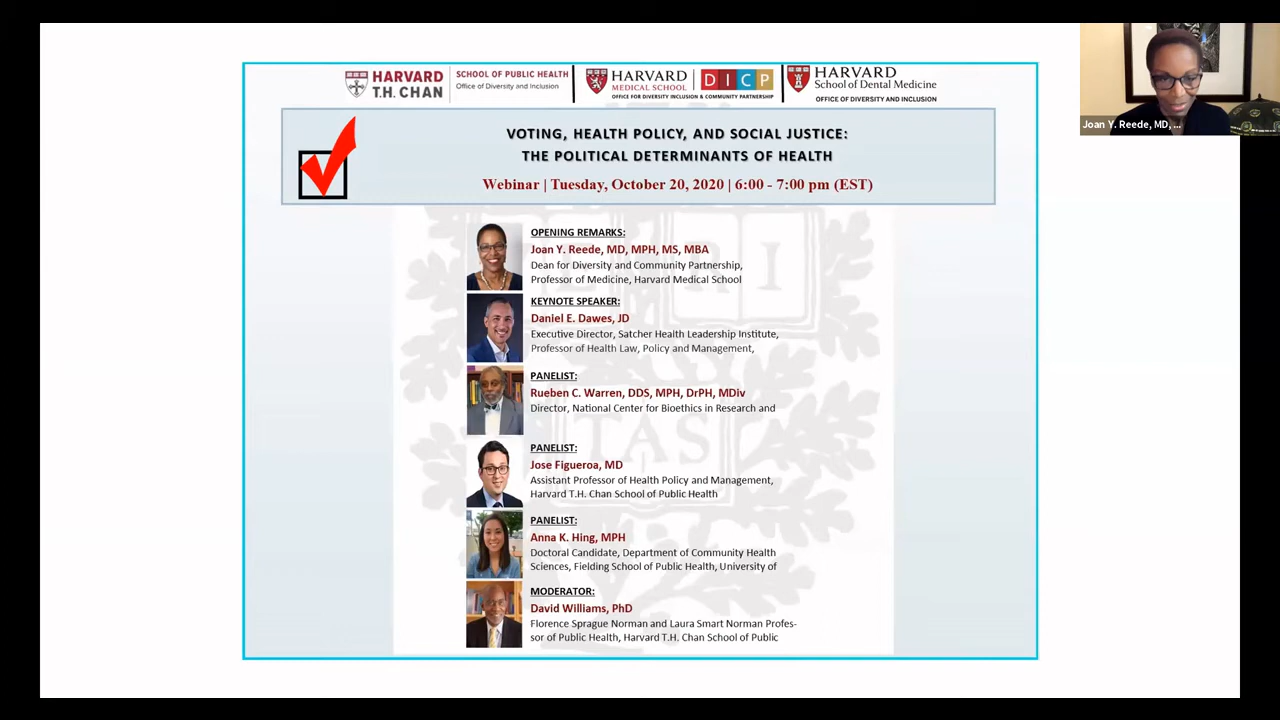 HARVARD
T.H. CHAN
SCHOOL OF PUBLIC HEALTH
Office of Diversity and Inclusion
HARVARD
MEDICAL SCHOOL
DICP
OFFICE FOR DIVERSITY INCLUSION & COMMUNITY PARTNERSHIP
HARVARD
School of Dental Medicine
OFFICE OF DIVERSITY AND INCLUSION
Joan Y. Reede, MD, ...
VOTING, HEALTH POLICY, AND SOCIAL JUSTICE:
THE POLITICAL DETERMINANTS OF HEALTH
Webinar | Tuesday, October 20, 2020 | 6:00 - 7:00 pm (EST)
OPENING REMARKS:
Joan Y. Reede, MD, MPH, MS, MBA
Dean for Diversity and Community Partnership,
Professor of Medicine, Harvard Medical School
KEYNOTE SPEAKER:
Daniel E. Dawes, JD
Executive Director, Satcher Health Leadership Institute,
Professor of Health Law, Policy and Management,
PANELIST:
Rueben C. Warren, DDS, MPH, DrPH, MDiv
Director, National Center for Bioethics in Research and
PANELIST:
Jose Figueroa, MD
Assistant Professor of Health Policy and Management,
Harvard T.H. Chan School of Public Health
PANELIST:
Anna K. Hing, MPH
Doctoral Candidate, Department of Community Health
Sciences, Fielding School of Public Health, University of
MODERATOR:
David Williams, PhD
Florence Sprague Norman and Laura Smart Norman Profes-
sor of Public Health, Harvard T.H. Chan School of Public